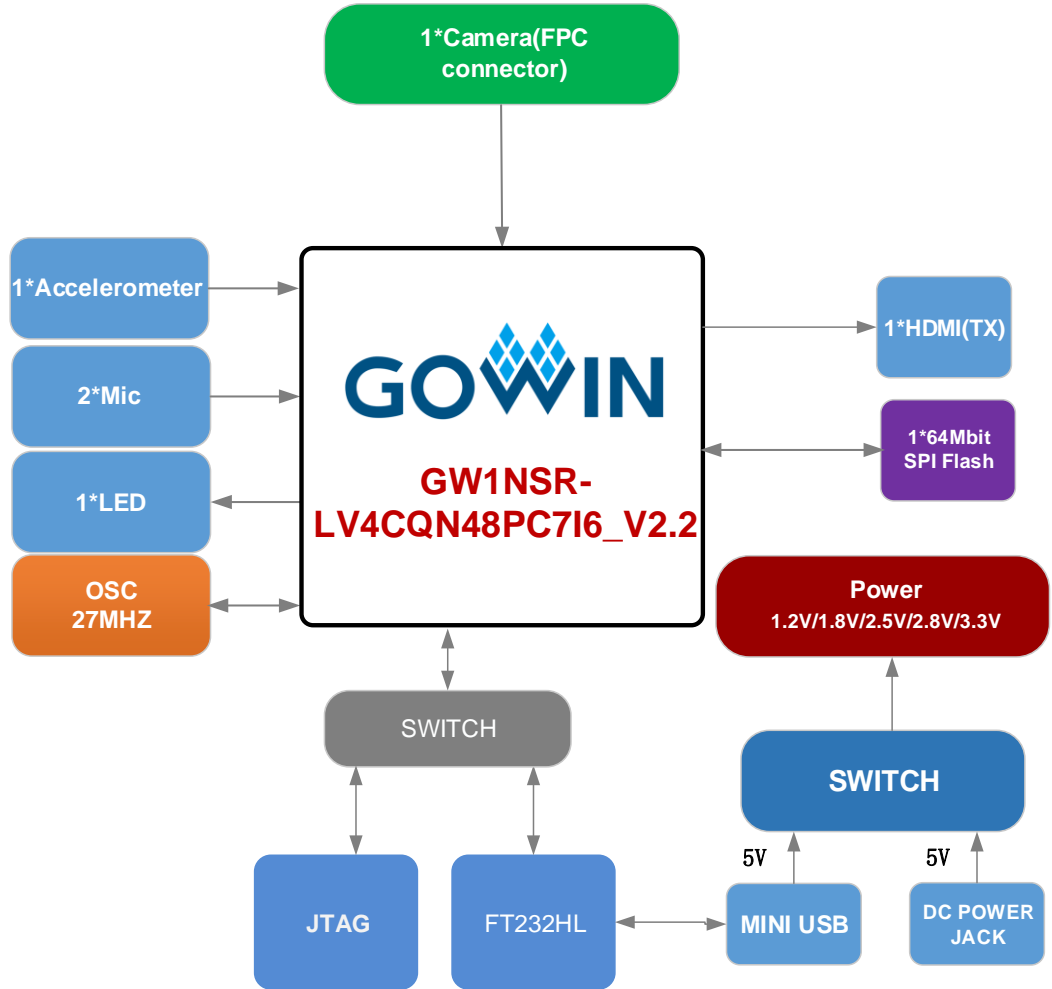 1*Camera(FPC
connector)
1*Accelerometer
2*Mic
1*LED
OSC
27MHZ
GOWIN
GW1NSR-
LV4CQN48PC7I6_V2.2
1*HDMI(TX)
1*64Mbit
SPI Flash
Power
1.2V/1.8V/2.5V/2.8V/3.3V
SWITCH
SWITCH
5V
5V
JTAG
FT232HL
MINI USB
DC POWER
JACK